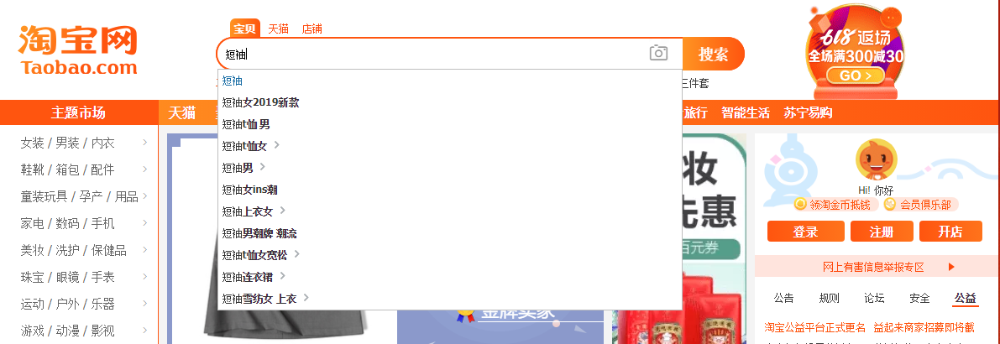 淘宝网
Taobao.com
宝贝 天猫 店铺
短袖
搜索
三件套
618 返场
全场满300减30
GO >
主题市场
天猫
旅行 智能生活 苏宁易购
短袖
短袖女2019新款
短袖t恤 男
短袖t恤女
短袖男
短袖女ins潮
短袖上衣女
短袖男潮牌 潮流
短袖t恤女宽松
短袖连衣裙
短袖雪纺女 上衣
女装 / 男装 / 内衣
鞋靴 / 箱包 / 配件
童装玩具 / 孕产 / 用品
家电 / 数码 / 手机
美妆 / 洗护 / 保健品
珠宝 / 眼镜 / 手表
运动 / 户外 / 乐器
游戏 / 动漫 / 影视
金牌卖家
妆
先惠
百元券
Hi! 你好
领淘金币抵钱 会员俱乐部
登录 注册 开店
网上有害信息举报专区
公告 规则 论坛 安全 公益
淘宝公益平台正式更名 益起来商家招募即将截